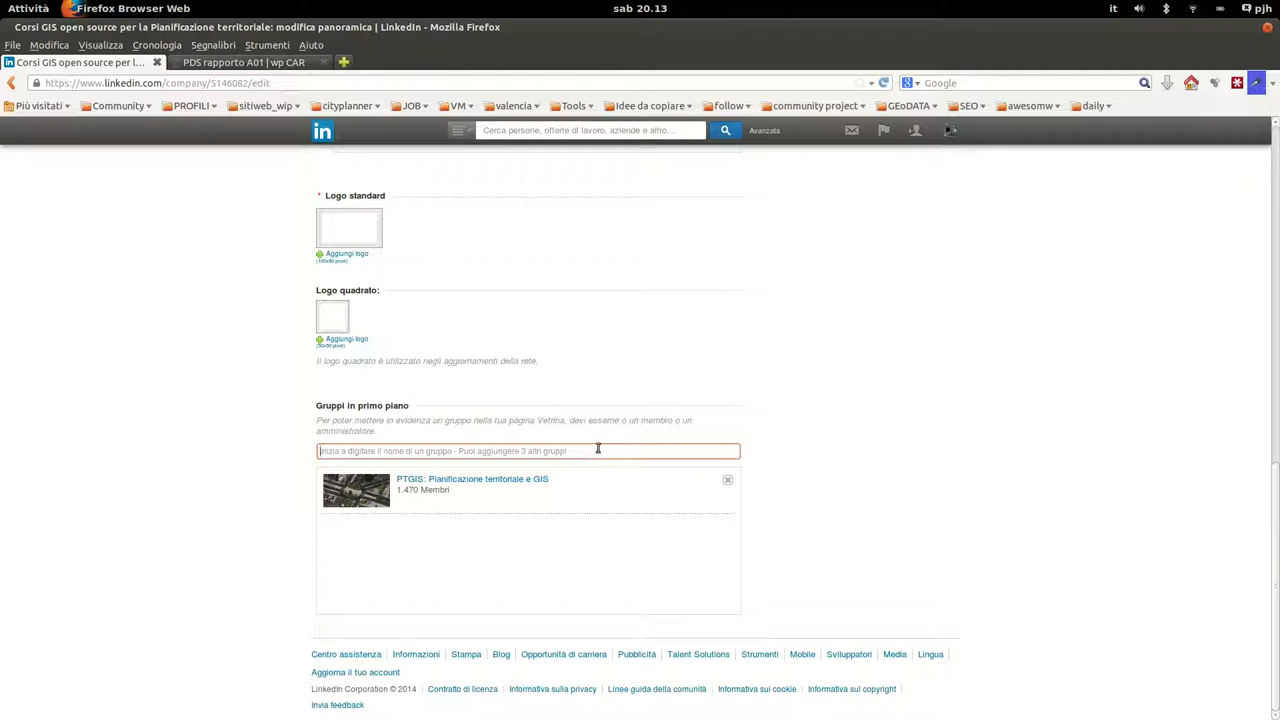 Attività Firefox Browser Web sab 20.13 it pjh
Corsi GIS open source per la Pianificazione territoriale: modifica panoramica | LinkedIn - Mozilla Firefox
File Modifica Visualizza Cronologia Segnalibri Strumenti Aiuto
Corsi GIS open source per l... PDS rapporto A01 | wp CAR
https://www.linkedin.com/company/5146082/edit Google
Più visitati Community PROFILI sitiweb_wip cityplanner JOB VM valencia Tools Idee da copiare follow community project GEoDATA SEO awesomw daily
in Cerca persone, offerte di lavoro, aziende e altro... Avanzata
* Logo standard
Aggiungi logo
(100x60 pixel)
Logo quadrato:
Aggiungi logo
(50x50 pixel)
Il logo quadrato è utilizzato negli aggiornamenti della rete.
Gruppi in primo piano
Per poter mettere in evidenza un gruppo nella tua pagina Vetrina, devi esserne o un membro o un
amministratore.
Inizia a digitare il nome di un gruppo - Puoi aggiungere 3 altri gruppi
PTGIS: Pianificazione territoriale e GIS
1.470 Membri
Centro assistenza Informazioni Stampa Blog Opportunità di carriera Pubblicità Talent Solutions Strumenti Mobile Sviluppatori Media Lingua
Aggiorna il tuo account
LinkedIn Corporation © 2014 Contratto di licenza Informativa sulla privacy Linee guida della comunità Informativa sui cookie Informativa sul copyright
Invia feedback